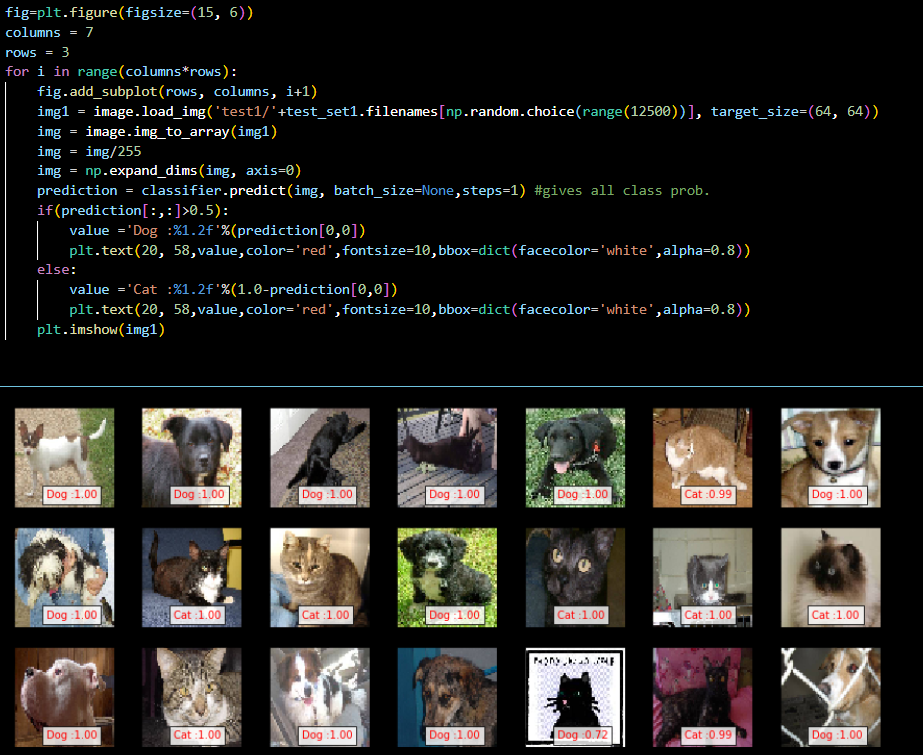 fig=plt.figure(figsize=(15, 6))
columns = 7
rows = 3
for i in range(columns*rows):
    fig.add_subplot(rows, columns, i+1)
    img1 = image.load_img('test1/'+test_set1.filenames[np.random.choice(range(12500))], target_size=(64, 64))
    img = image.img_to_array(img1)
    img = img/255
    img = np.expand_dims(img, axis=0)
    prediction = classifier.predict(img, batch_size=None,steps=1) #gives all class prob.
    if(prediction[:,:]>0.5):
        value ='Dog :%1.2f'%(prediction[0,0])
        plt.text(20, 58,value,color='red',fontsize=10,bbox=dict(facecolor='white',alpha=0.8))
    else:
        value ='Cat :%1.2f'%(1.0-prediction[0,0])
        plt.text(20, 58,value,color='red',fontsize=10,bbox=dict(facecolor='white',alpha=0.8))
    plt.imshow(img1)
Dog :1.00 Dog :1.00 Dog :1.00 Dog :1.00 Dog :1.00 Cat :0.99 Dog :1.00
Dog :1.00 Cat :1.00 Cat :1.00 Dog :1.00 Cat :1.00 Cat :1.00 Cat :1.00
Dog :1.00 Cat :1.00 Dog :1.00 Dog :1.00 Dog :0.72 Cat :0.99 Dog :1.00